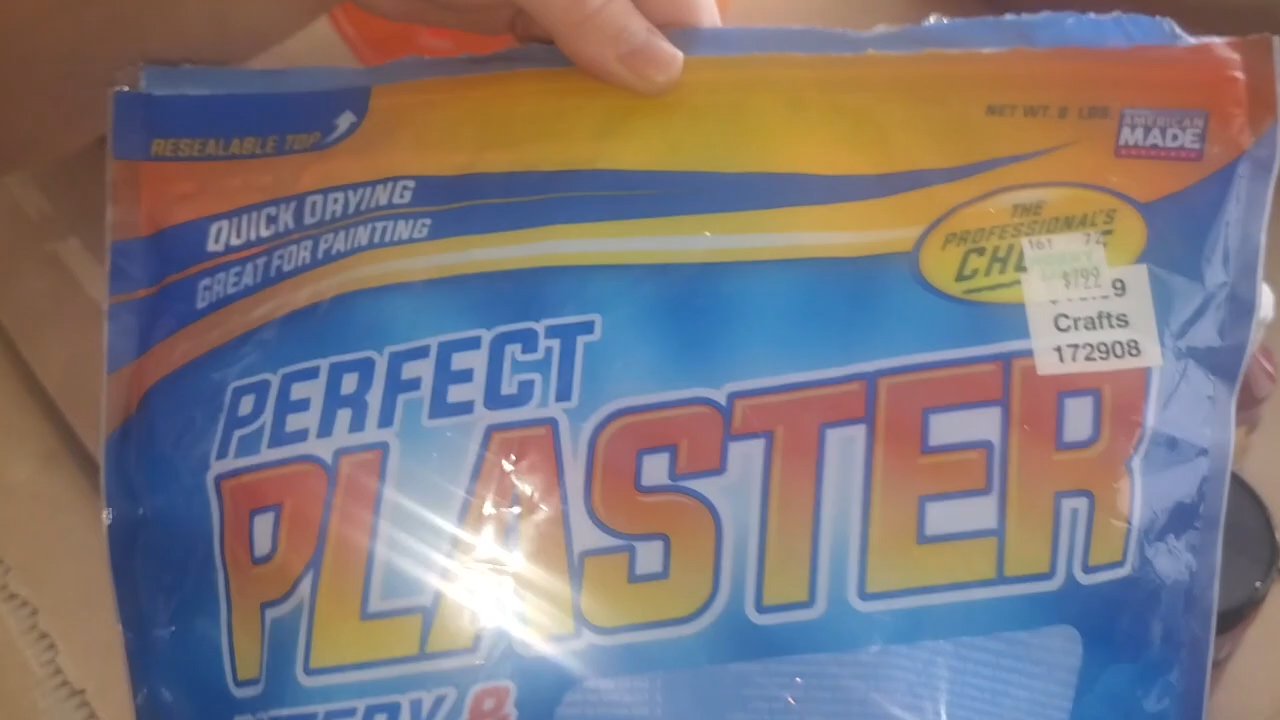 RESEALABLE TOP
NET WT. 8 LBS.
AMERICAN
MADE
QUICK DRYING
GREAT FOR PAINTING
THE
PROFESSIONAL'S
161
Crafts
172908
PERFECT
PLASTER
&